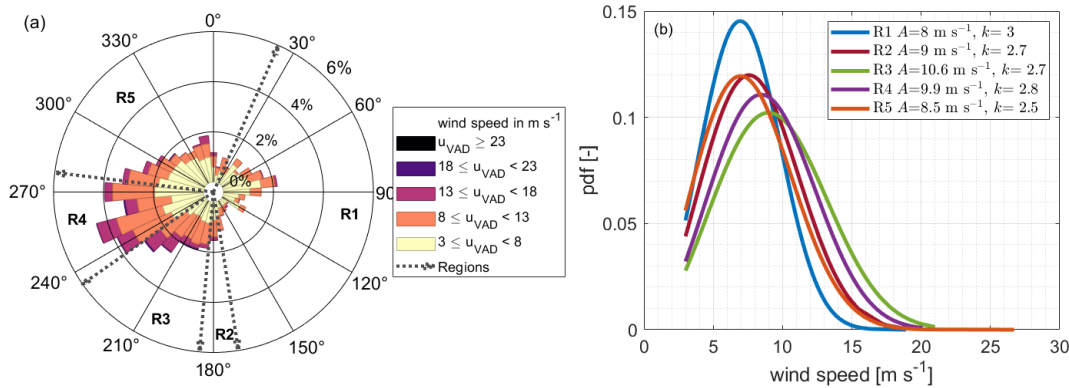 (a)
0°
30°
60°
90
120°
150°
180°
210°
240°
270°
300°
330°
6%
4%
2%
0%
R5
R4
R3
R2
R1
wind speed in m s⁻¹
u_VAD ≥ 23
18 ≤ u_VAD < 23
13 ≤ u_VAD < 18
8 ≤ u_VAD < 13
3 ≤ u_VAD < 8
Regions
(b)
R1 A=8 m s⁻¹, k= 3
R2 A=9 m s⁻¹, k= 2.7
R3 A=10.6 m s⁻¹, k= 2.7
R4 A=9.9 m s⁻¹, k= 2.8
R5 A=8.5 m s⁻¹, k= 2.5
0.15
0.1
0.05
0
pdf [-]
0 5 10 15 20 25 30
wind speed [m s⁻¹]